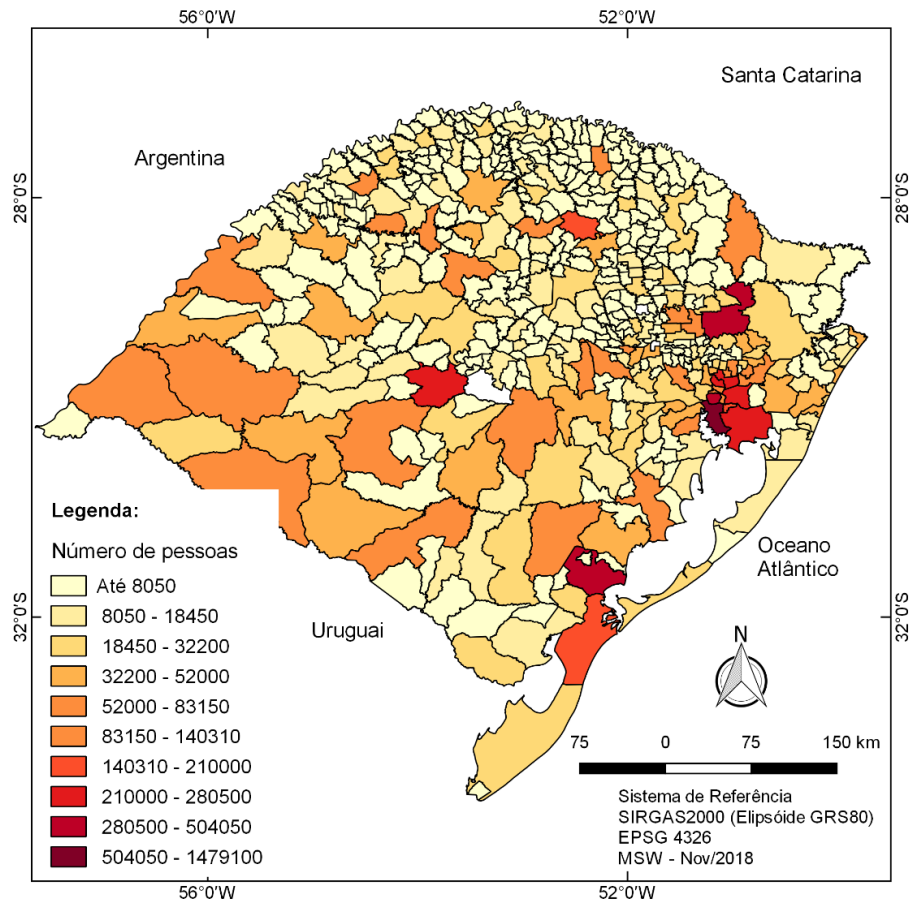 56°0'W
52°0'W
Santa Catarina
Argentina
28°S
28°0'S
Legenda:
Número de pessoas
Até 8050
8050 - 18450
18450 - 32200
32200 - 52000
52000 - 83150
83150 - 140310
140310 - 210000
210000 - 280500
280500 - 504050
504050 - 1479100
Uruguai
Oceano
Atlântico
32°0'S
32°0'S
N
75
0
75
150 km
Sistema de Referência
SIRGAS2000 (Elipsóide GRS80)
EPSG 4326
MSW - Nov/2018
56°0'W
52°0'W